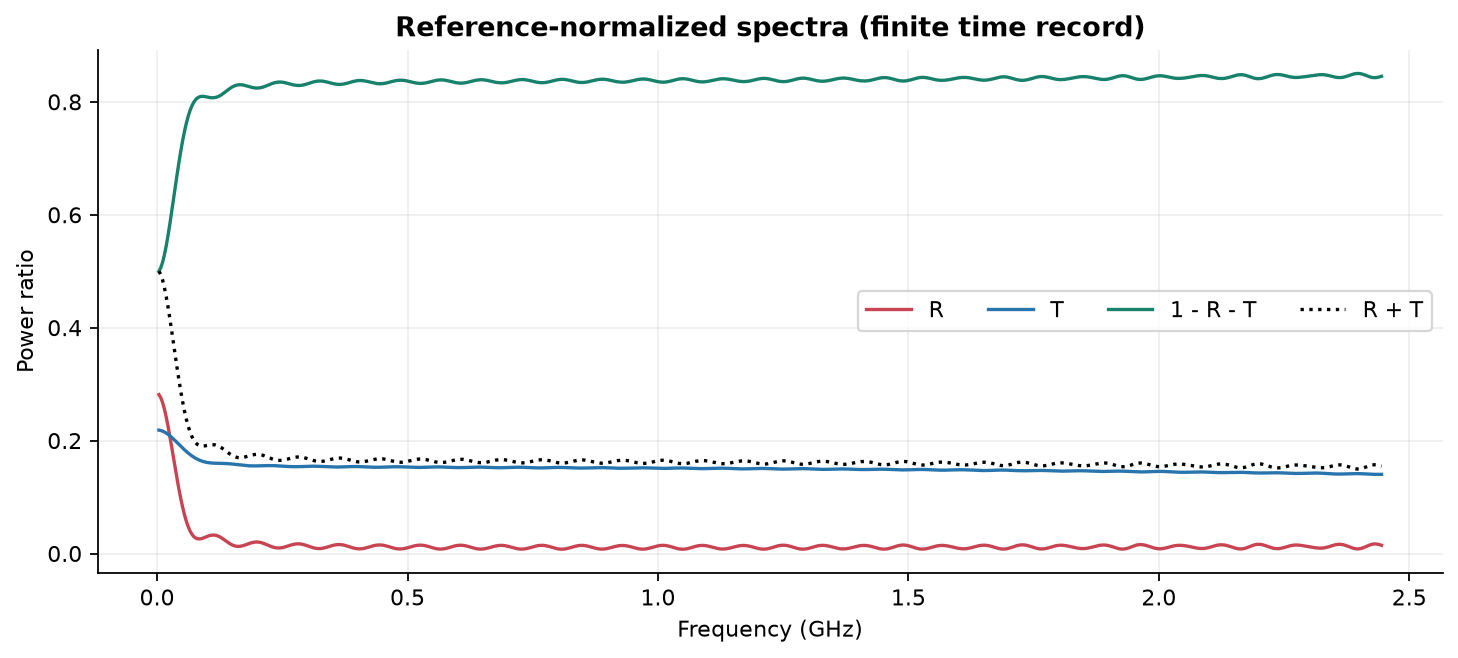 Reference-normalized spectra (finite time record)
Power ratio
0.8
0.6
0.4
0.2
0.0
R
T
1 - R - T
R + T
0.0
0.5
1.0
1.5
2.0
2.5
Frequency (GHz)